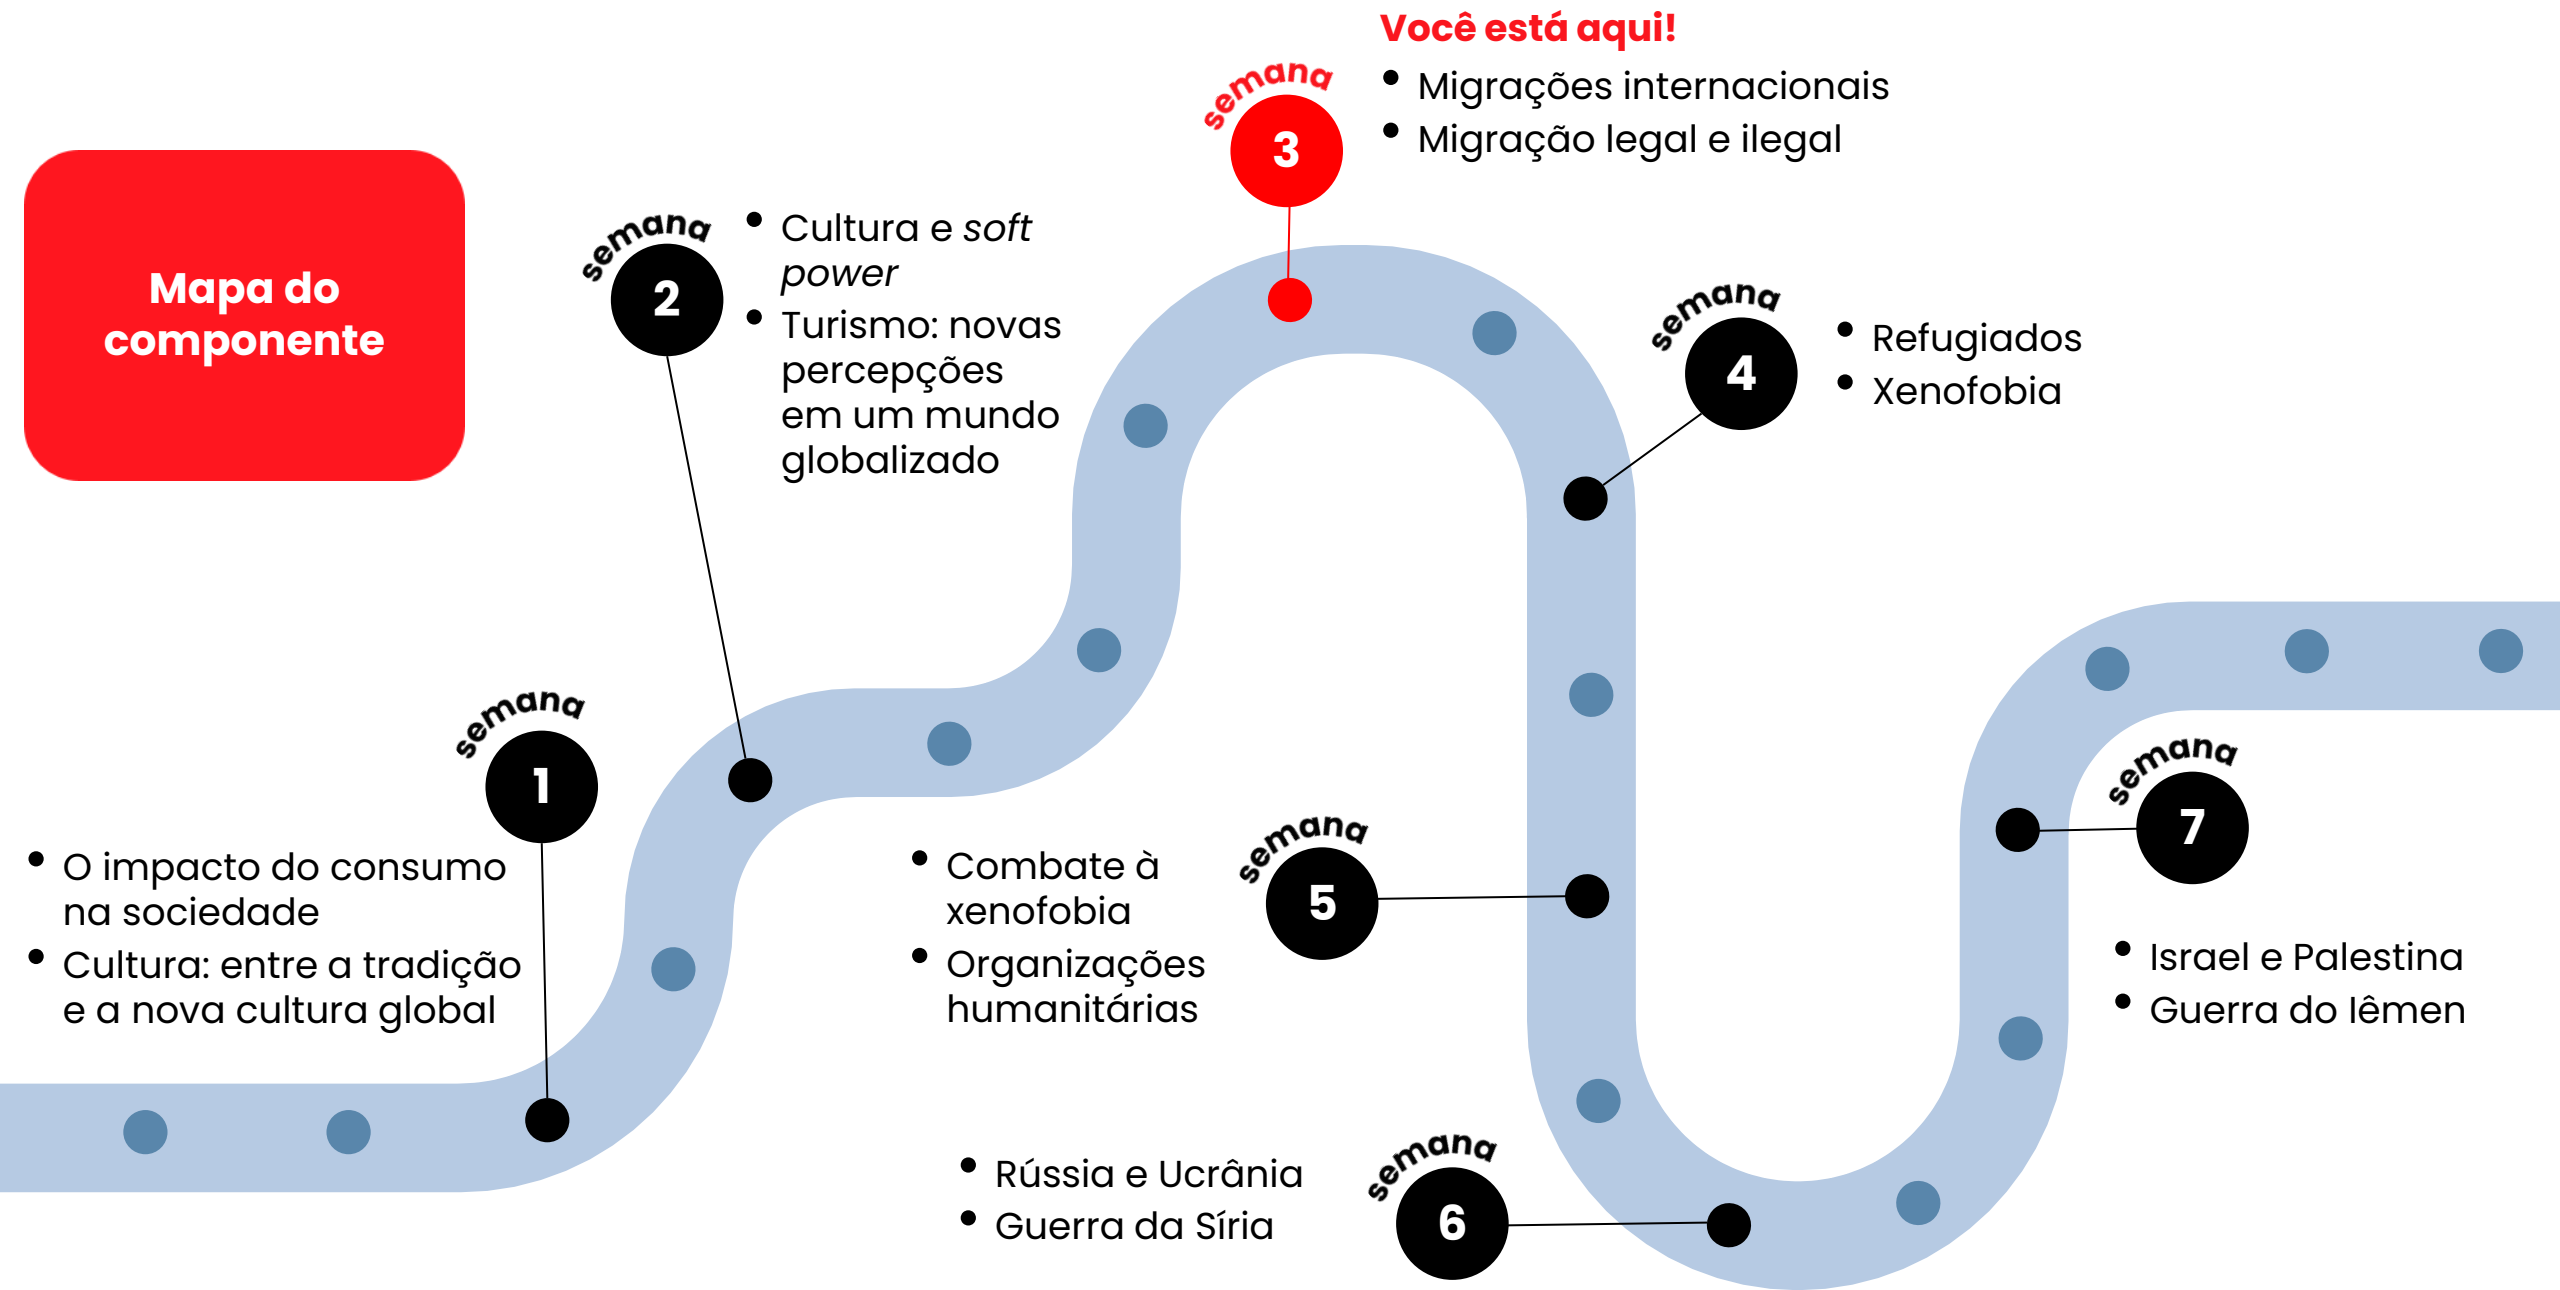 Mapa do
componente
semana
1
• O impacto do consumo
na sociedade
• Cultura: entre a tradição
e a nova cultura global
semana
2
• Cultura e soft
power
• Turismo: novas
percepções
em um mundo
globalizado
semana
3
Você está aqui!
• Migrações internacionais
• Migração legal e ilegal
semana
4
• Refugiados
• Xenofobia
semana
5
• Combate à
xenofobia
• Organizações
humanitárias
semana
6
• Rússia e Ucrânia
• Guerra da Síria
semana
7
• Israel e Palestina
• Guerra do Iêmen